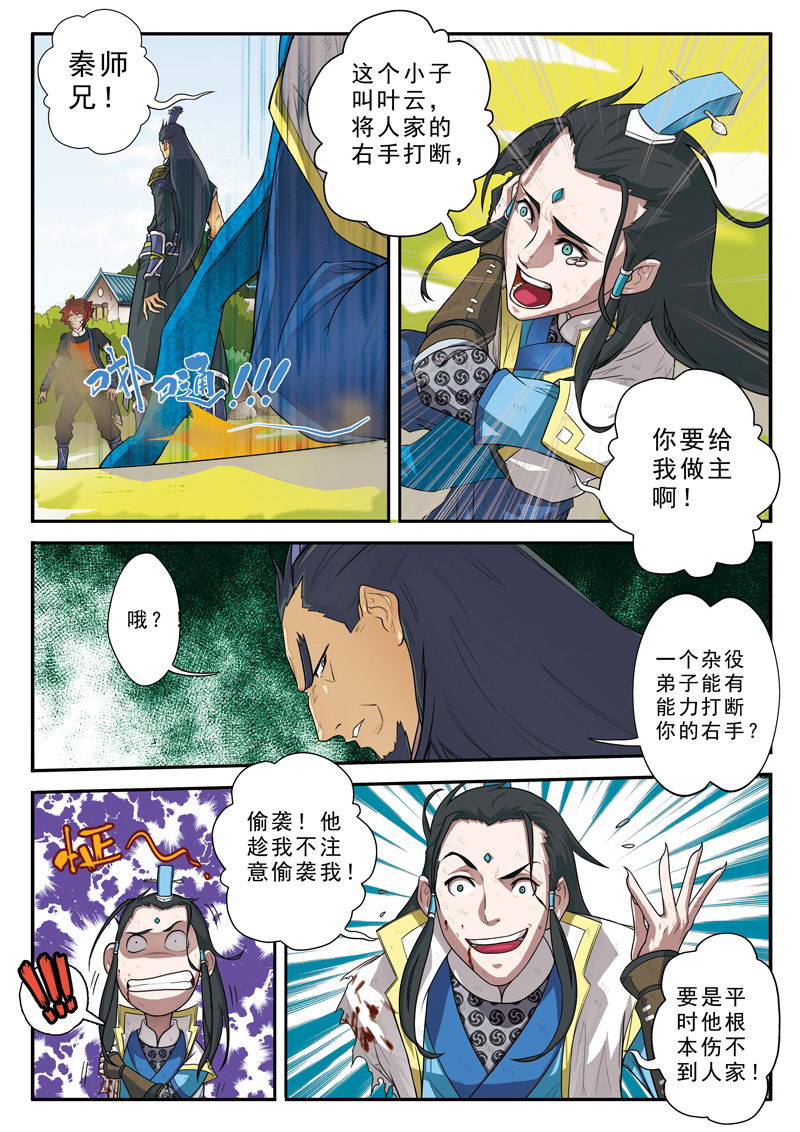 秦师
兄！
这个小子
叫叶云，
将人家的
右手打断，
扑嗵!!!
你要给
我做主
啊！
哦？
一个杂役
弟子能有
能力打断
你的右手？
怔～
!!!
偷袭！他
趁我不注
意偷袭我！
要是平
时他根
本伤不
到人家！